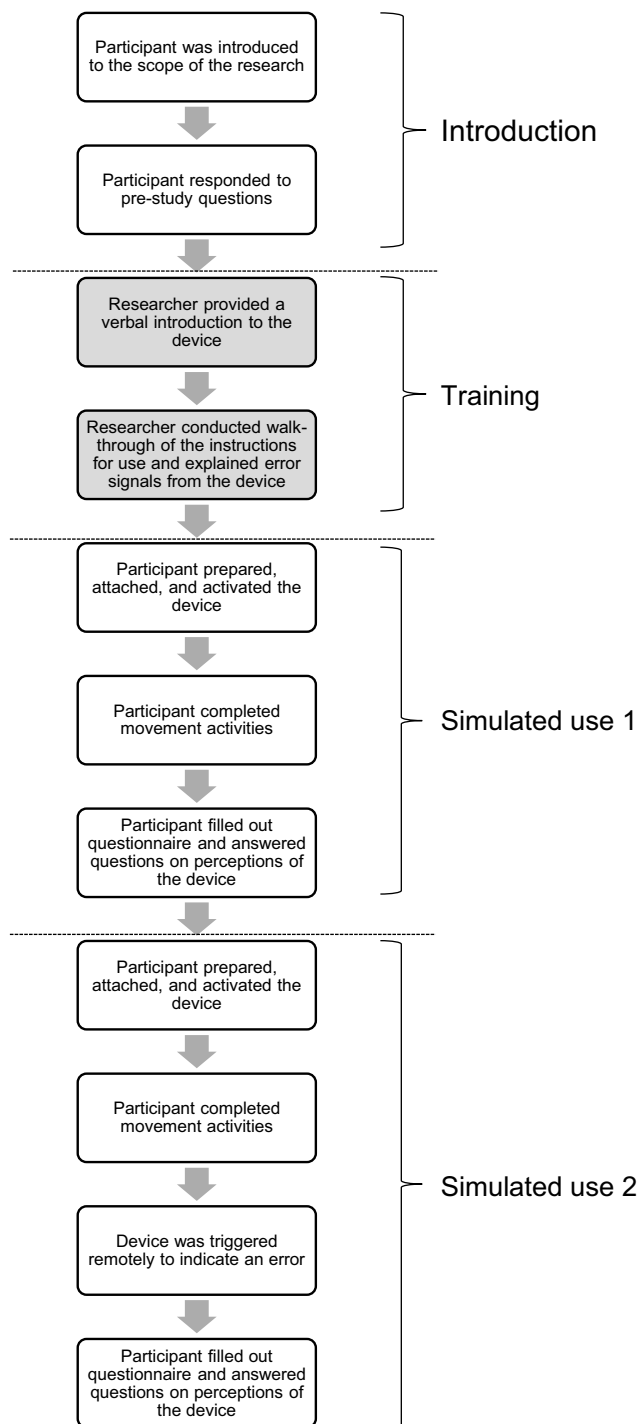 Participant was introduced
to the scope of the research
Introduction
Participant responded to
pre-study questions
Researcher provided a
verbal introduction to the
device
Training
Researcher conducted walk-
through of the instructions
for use and explained error
signals from the device
Participant prepared,
attached, and activated the
device
Participant completed
movement activities
Simulated use 1
Participant filled out
questionnaire and answered
questions on perceptions of
the device
Participant prepared,
attached, and activated the
device
Participant completed
movement activities
Simulated use 2
Device was triggered
remotely to indicate an error
Participant filled out
questionnaire and answered
questions on perceptions of
the device